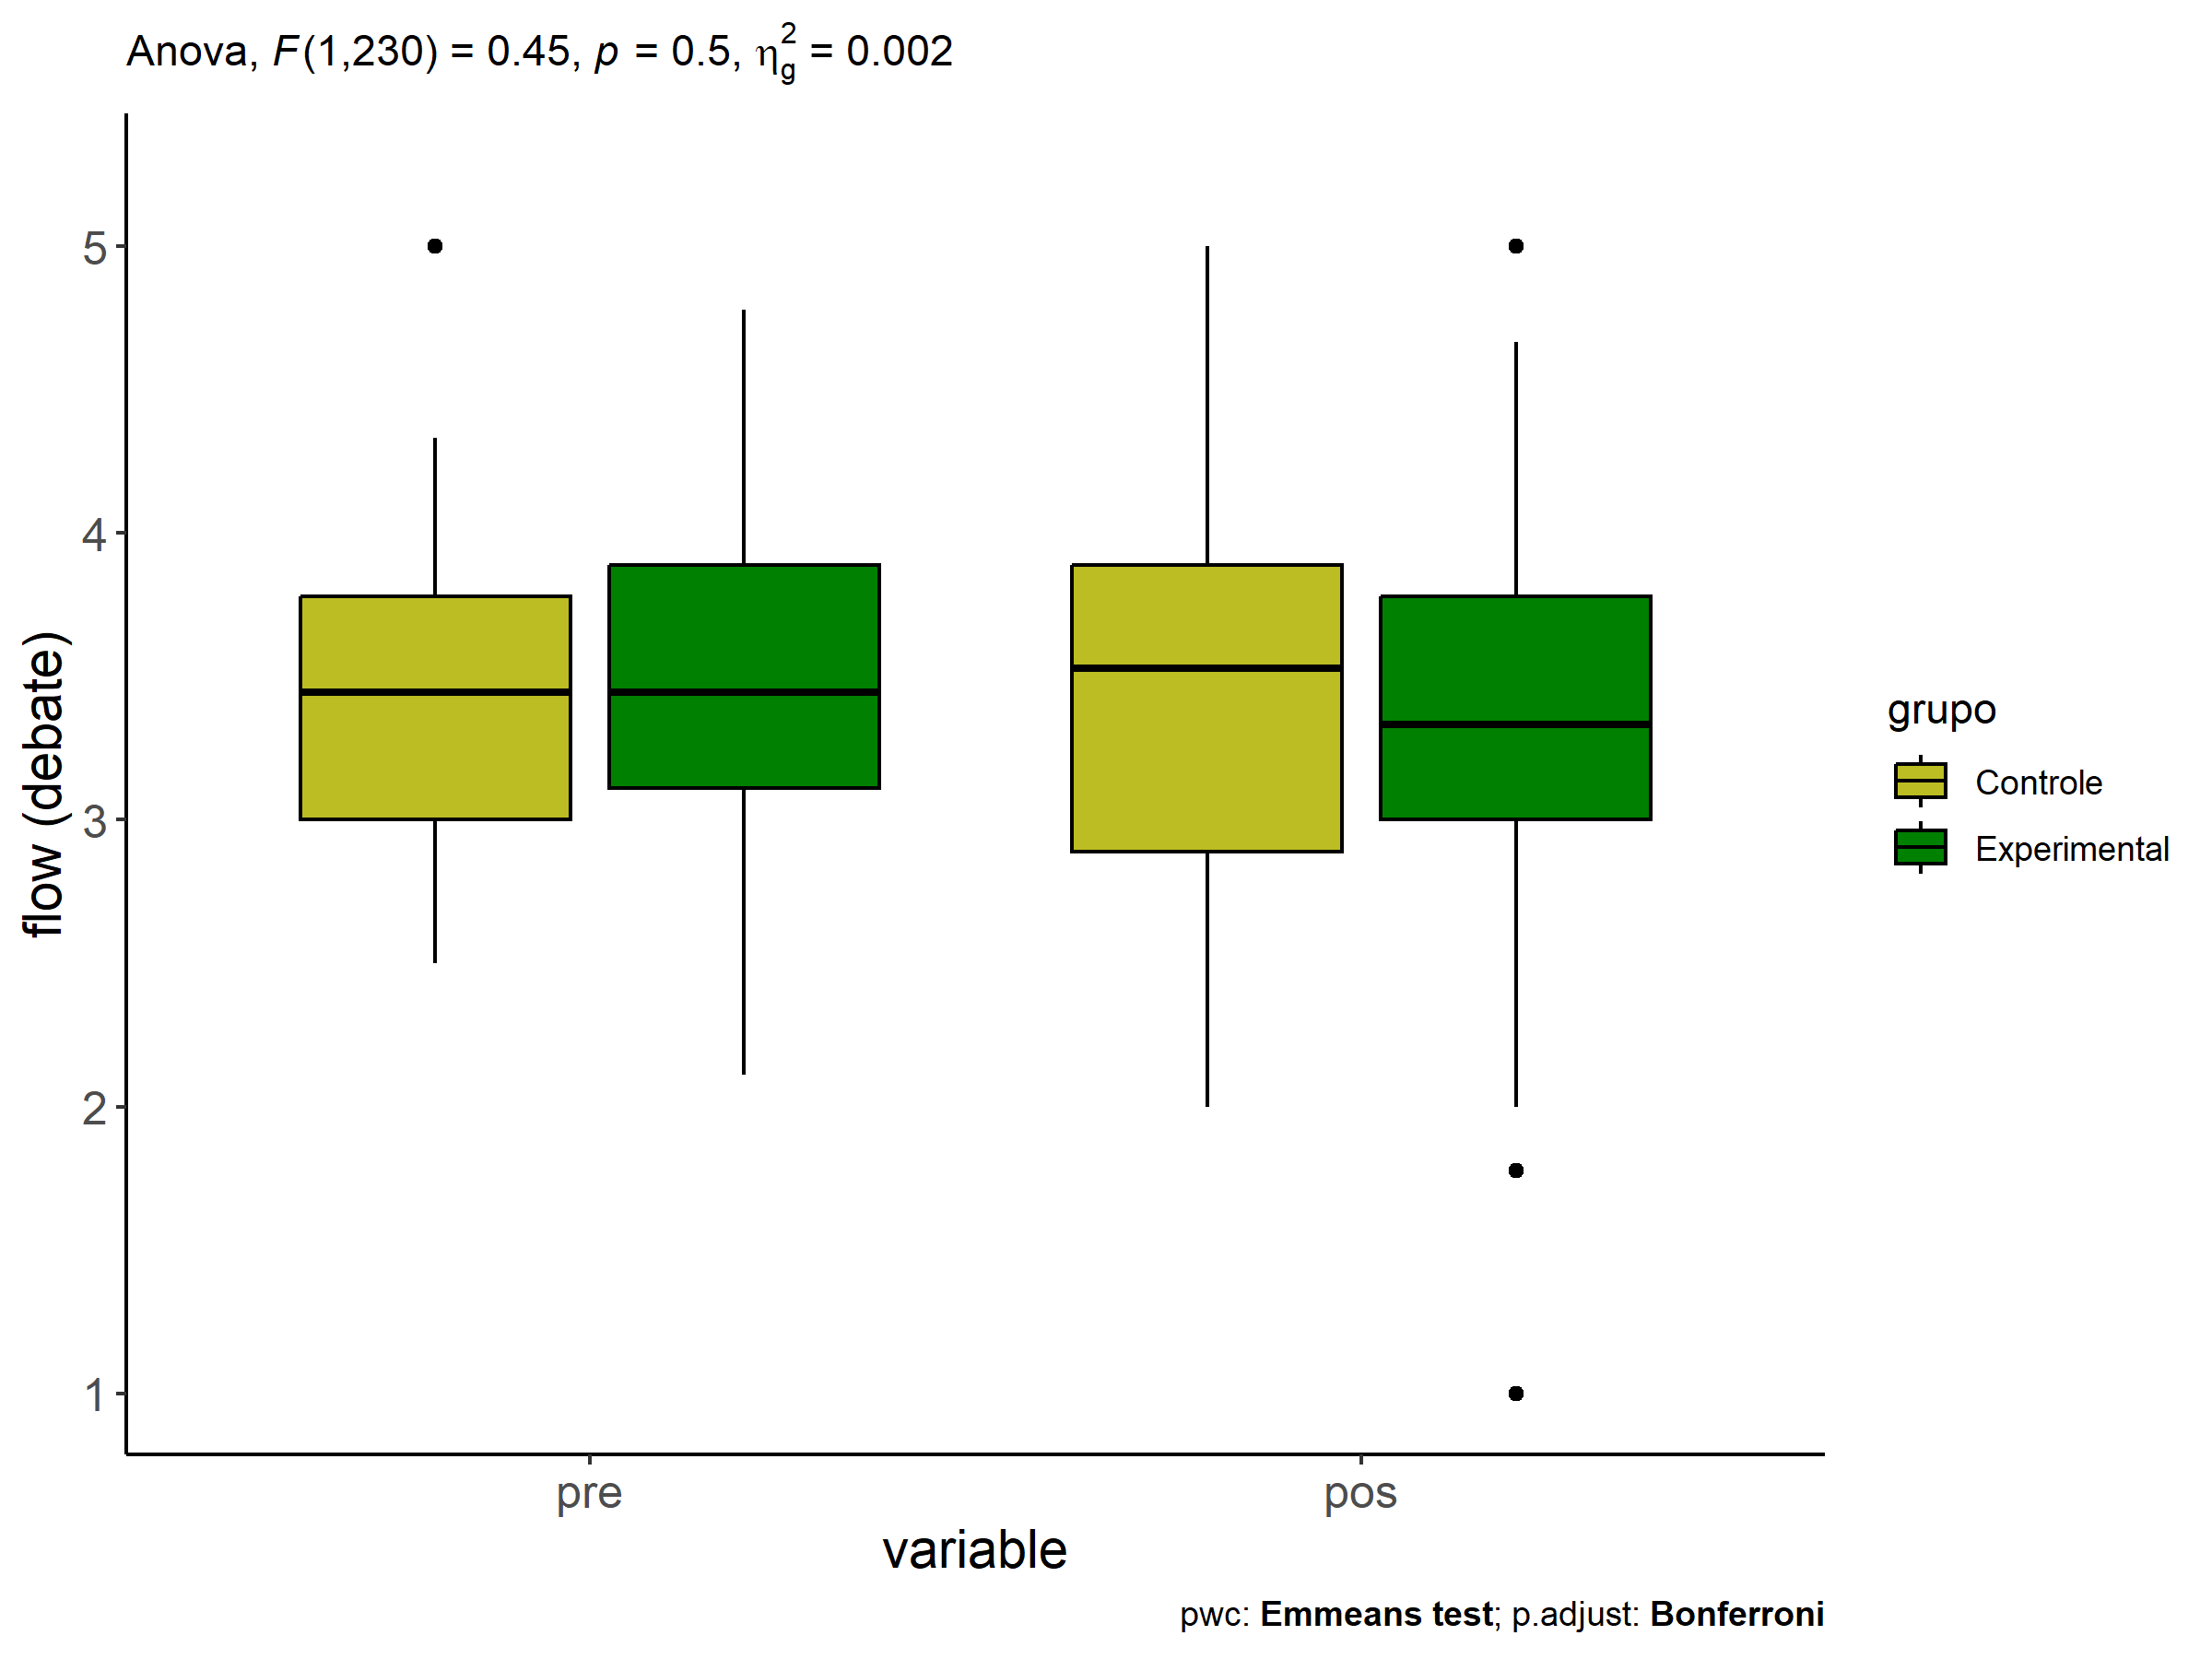 Anova, F(1,230) = 0.45, p = 0.5, η²g = 0.002
flow (debate)
5
4
3
2
1
pre
pos
variable
grupo
Controle
Experimental
pwc: Emmeans test; p.adjust: Bonferroni